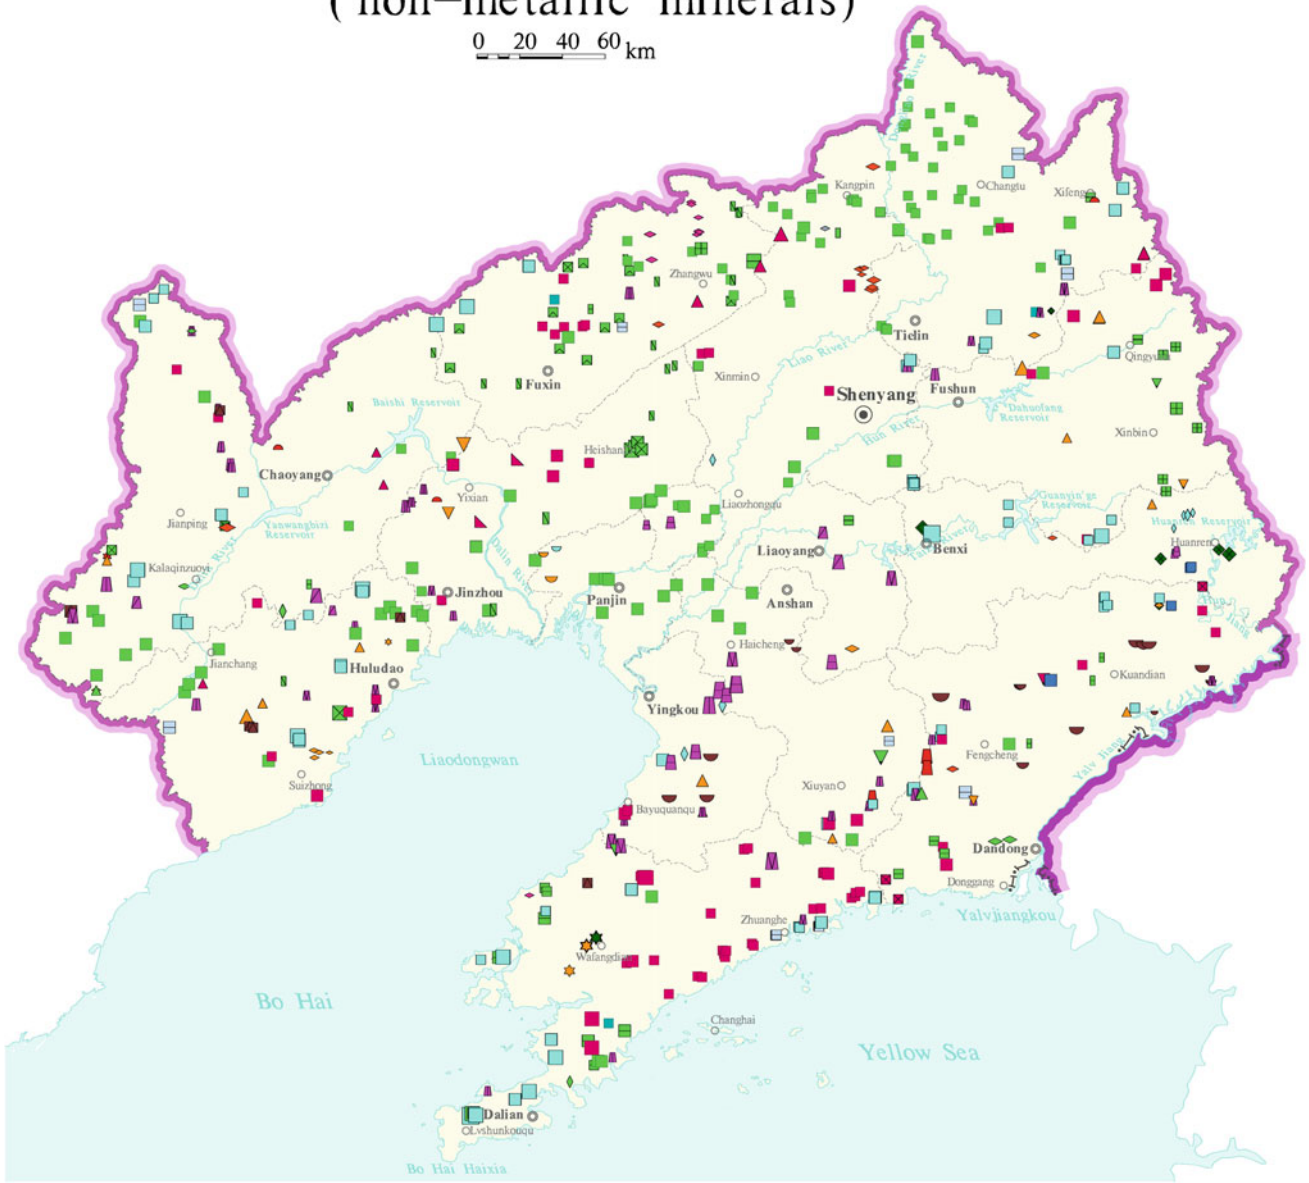 (non-metallic minerals)
0 20 40 60 km
Kangpin
Changtu
Xifeng
Zhangwu
Tielin
Liao River
Fuxin
Xinmin
Shenyang
Fushun
Baishi Reservoir
Dahuofang
Reservoir
Hun River
Xinbin
Heishan
Chaoyang
Yixian
Liaozhongqu
Guanyin'ge
Reservoir
Jianping
Yanwangbizi
Reservoir
Huanren Reservoir
Huanren
Liaoyang
Benxi
Kalaqinzuoyi
Jinzhou
Panjin
Anshan
Haicheng
Jianchang
Huludao
Kuandian
Yingkou
Fengcheng
Yalv Jiang
Liaodongwan
Suizhong
Xiuyan
Bayuquanqu
Dandong
Donggang
Yalvjiangkou
Zhuanghe
Bo Hai
Changhai
Yellow Sea
Dalian
Lvshunkouqu
Bo Hai Haixia